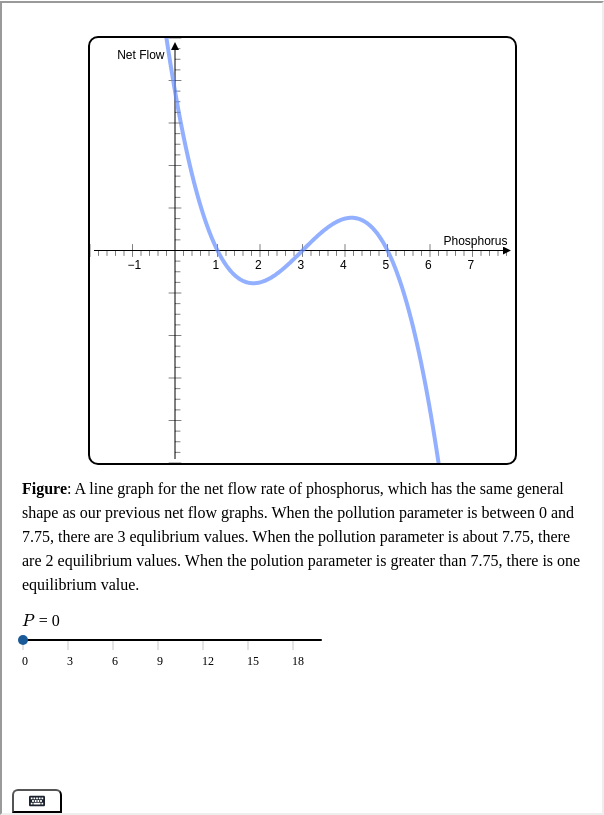 Net Flow
Phosphorus
−1 1 2 3 4 5 6 7
Figure: A line graph for the net flow rate of phosphorus, which has the same general
shape as our previous net flow graphs. When the pollution parameter is between 0 and
7.75, there are 3 equlibrium values. When the pollution parameter is about 7.75, there
are 2 equilibrium values. When the polution parameter is greater than 7.75, there is one
equilibrium value.
P = 0
0 3 6 9 12 15 18